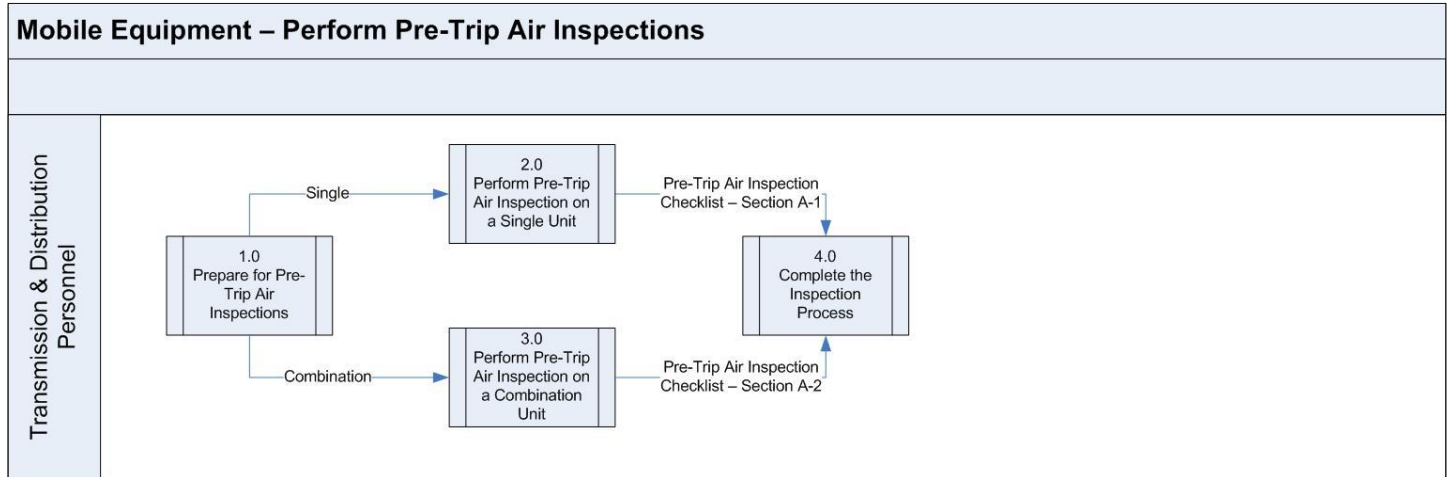 Mobile Equipment – Perform Pre-Trip Air Inspections
Transmission & Distribution
Personnel
1.0
Prepare for Pre-
Trip Air
Inspections
Single
Combination
2.0
Perform Pre-Trip
Air Inspection on
a Single Unit
3.0
Perform Pre-Trip
Air Inspection on
a Combination
Unit
Pre-Trip Air Inspection
Checklist – Section A-1
Pre-Trip Air Inspection
Checklist – Section A-2
4.0
Complete the
Inspection
Process